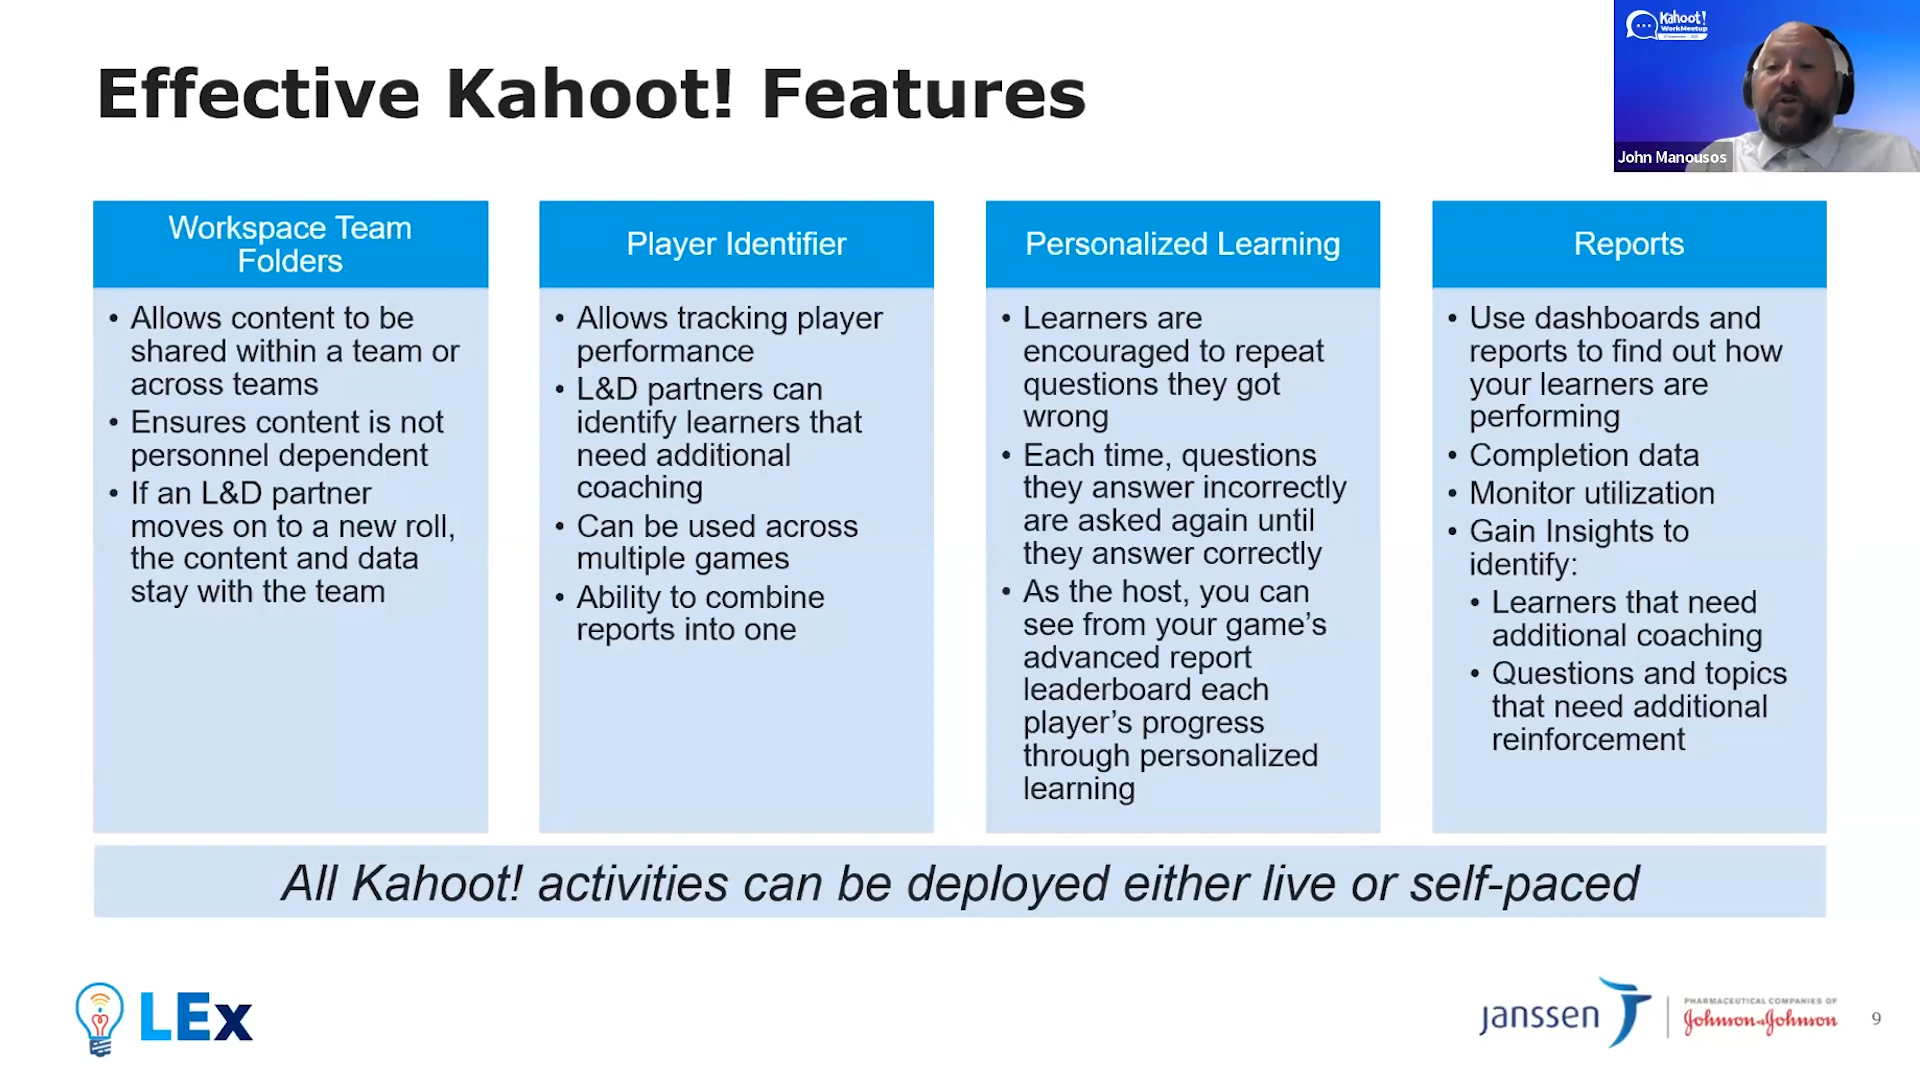 Effective Kahoot! Features
Kahoot!
WorkMeetup
John Manousos
Workspace Team
Folders
• Allows content to be
shared within a team or
across teams
• Ensures content is not
personnel dependent
• If an L&D partner
moves on to a new roll,
the content and data
stay with the team
Player Identifier
• Allows tracking player
performance
• L&D partners can
identify learners that
need additional
coaching
• Can be used across
multiple games
• Ability to combine
reports into one
Personalized Learning
• Learners are
encouraged to repeat
questions they got
wrong
• Each time, questions
they answer incorrectly
are asked again until
they answer correctly
• As the host, you can
see from your game’s
advanced report
leaderboard each
player’s progress
through personalized
learning
Reports
• Use dashboards and
reports to find out how
your learners are
performing
• Completion data
• Monitor utilization
• Gain Insights to
identify:
• Learners that need
additional coaching
• Questions and topics
that need additional
reinforcement
All Kahoot! activities can be deployed either live or self-paced
LEx
janssen
PHARMACEUTICAL COMPANIES OF
Johnson & Johnson
9